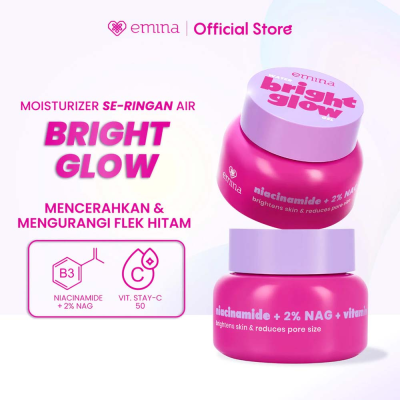 emina | Official Store
MOISTURIZER SE-RINGAN AIR
BRIGHT
GLOW
MENCERAHKAN &
MENGURANGI FLEK HITAM
B3
NIACINAMIDE
+ 2% NAG
C
VIT. STAY-C
50
emina
bright
glow
emina
niacinamide + 2% NAG
brightens skin & reduces pore size
niacinamide + 2% NAG + vitamin
brightens skin & reduces pore size